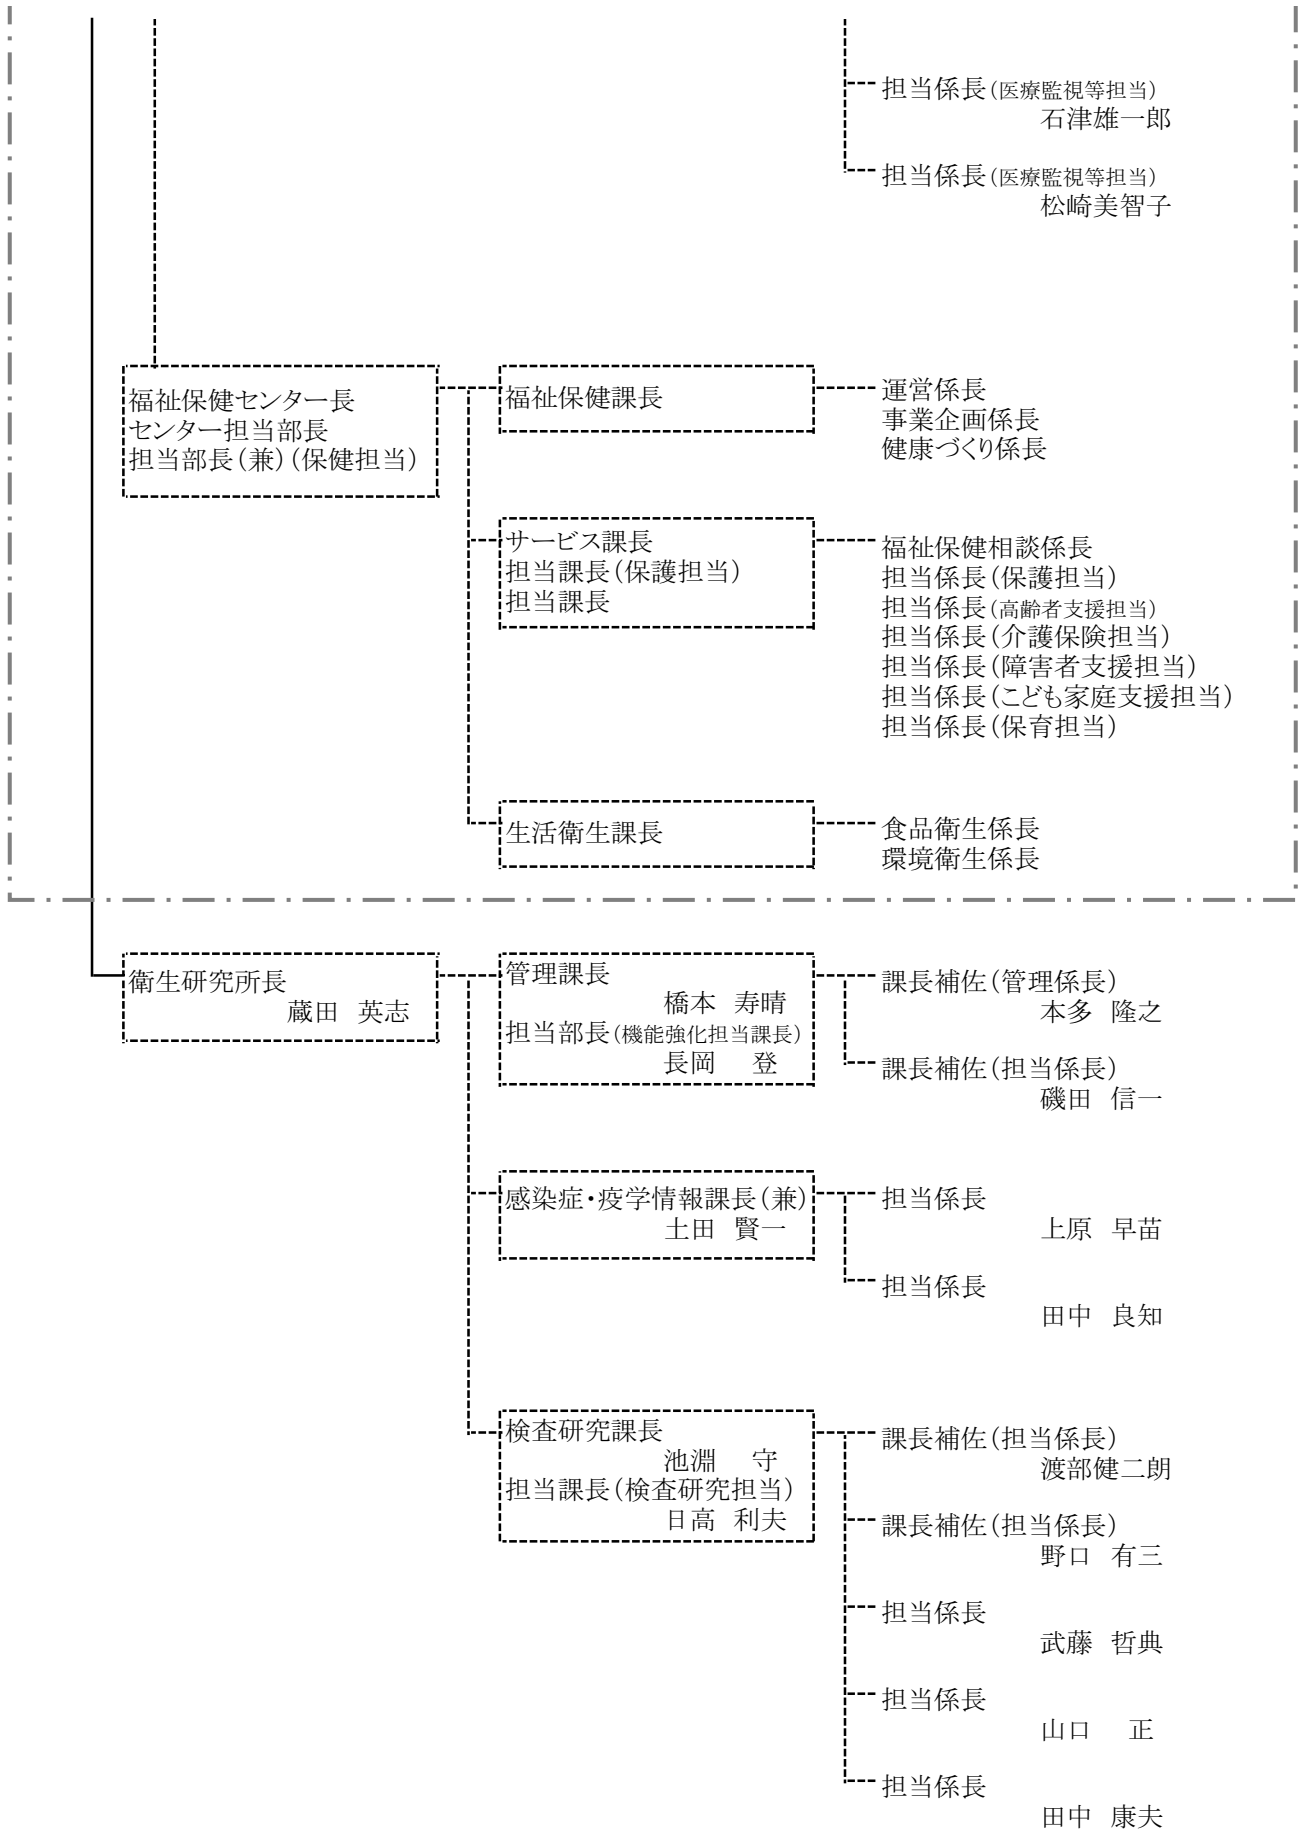 担当係長(医療監視等担当)
石津雄一郎
担当係長(医療監視等担当)
松崎美智子
福祉保健センター長
センター担当部長
担当部長(兼)(保健担当)
福祉保健課長
運営係長
事業企画係長
健康づくり係長
サービス課長
担当課長(保護担当)
担当課長
福祉保健相談係長
担当係長(保護担当)
担当係長(高齢者支援担当)
担当係長(介護保険担当)
担当係長(障害者支援担当)
担当係長(こども家庭支援担当)
担当係長(保育担当)
生活衛生課長
食品衛生係長
環境衛生係長
衛生研究所長
蔵田 英志
管理課長
橋本 寿晴
担当部長(機能強化担当課長)
長岡 登
課長補佐(管理係長)
本多 隆之
課長補佐(担当係長)
磯田 信一
感染症・疫学情報課長(兼)
土田 賢一
担当係長
上原 早苗
担当係長
田中 良知
検査研究課長
池淵 守
担当課長(検査研究担当)
日高 利夫
課長補佐(担当係長)
渡部健二朗
課長補佐(担当係長)
野口 有三
担当係長
武藤 哲典
担当係長
山口 正
担当係長
田中 康夫